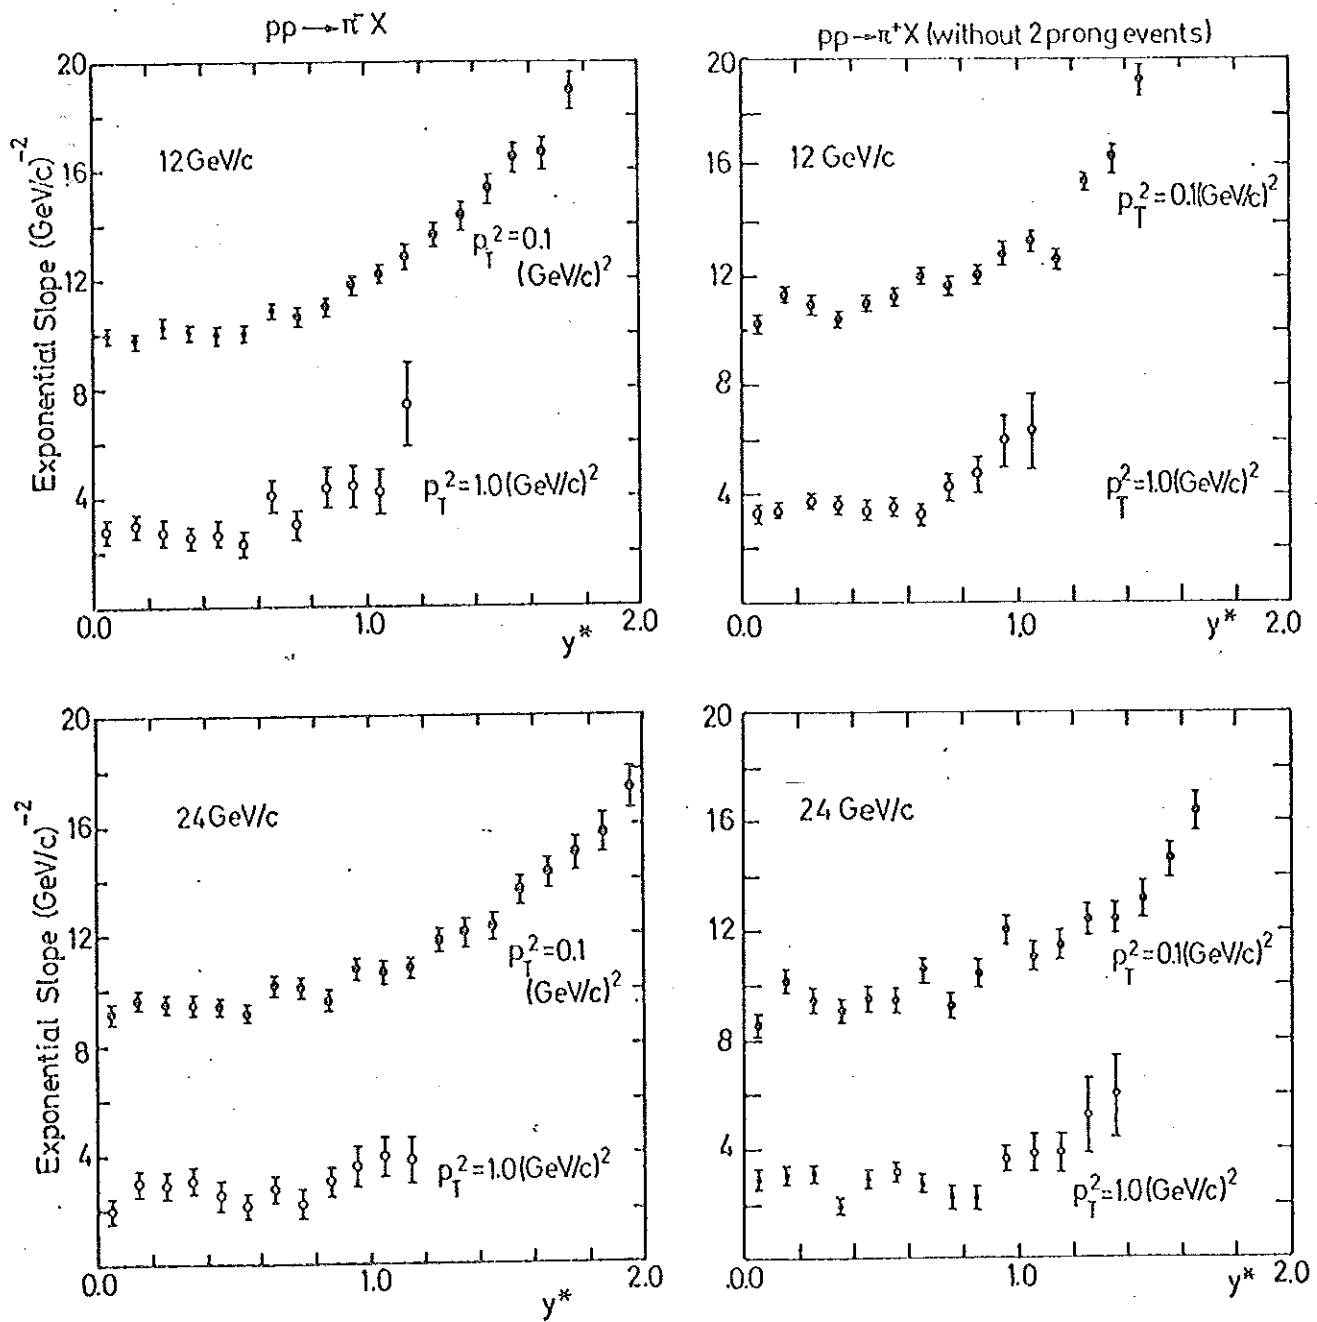 pp → π⁻ X
20
16
12
8
4
0.0
1.0
2.0
y*
Exponential Slope (GeV/c)⁻²
12 GeV/c
p_T²=0.1
(GeV/c)²
p_T²=1.0(GeV/c)²
pp → π⁺X (without 2 prong events)
20
16
12
8
4
0.0
1.0
2.0
y*
12 GeV/c
p_T²=0.1(GeV/c)²
p_T²=1.0(GeV/c)²
20
16
12
8
4
0.0
1.0
2.0
y*
Exponential Slope (GeV/c)⁻²
24 GeV/c
p_T²=0.1
(GeV/c)²
p_T²=1.0(GeV/c)²
20
16
12
8
4
.0.0
1.0
2.0
y*
24 GeV/c
p_T²=0.1(GeV/c)²
p_T²=1.0(GeV/c)²